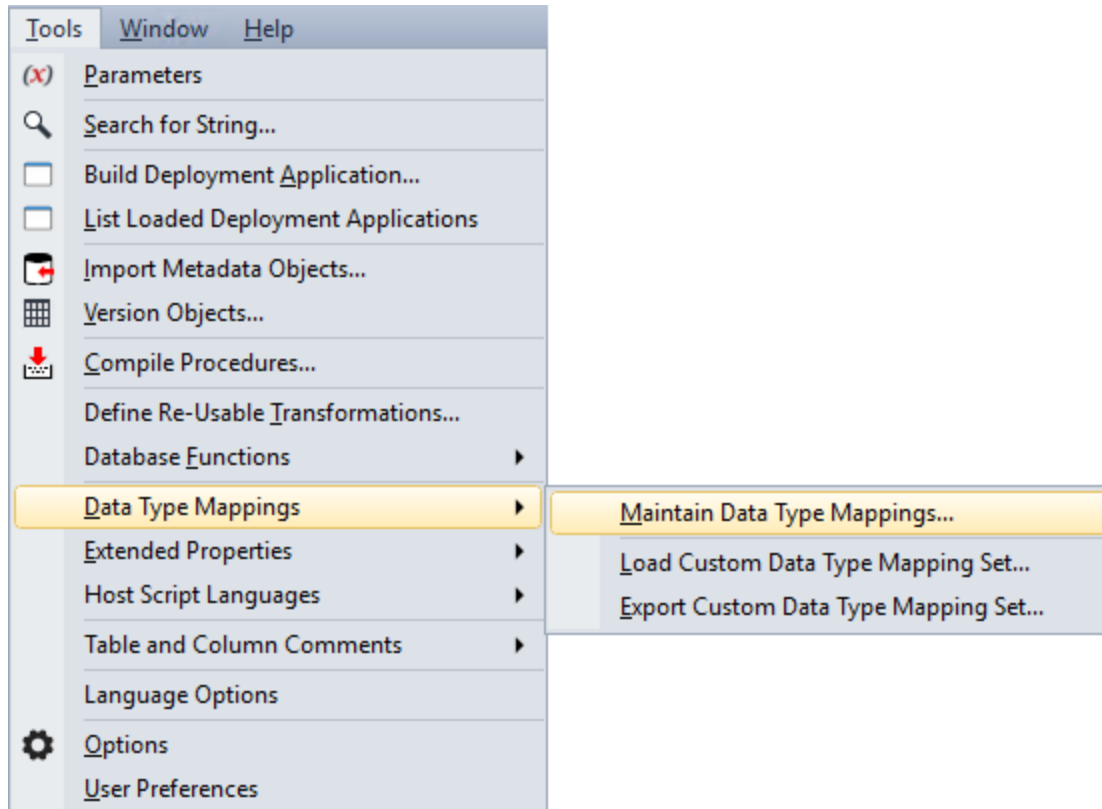 Tools Window Help
(x) Parameters
Search for String...
Build Deployment Application...
List Loaded Deployment Applications
Import Metadata Objects...
Version Objects...
Compile Procedures...
Define Re-Usable Transformations...
Database Functions
Data Type Mappings
Maintain Data Type Mappings...
Load Custom Data Type Mapping Set...
Export Custom Data Type Mapping Set...
Extended Properties
Host Script Languages
Table and Column Comments
Language Options
Options
User Preferences